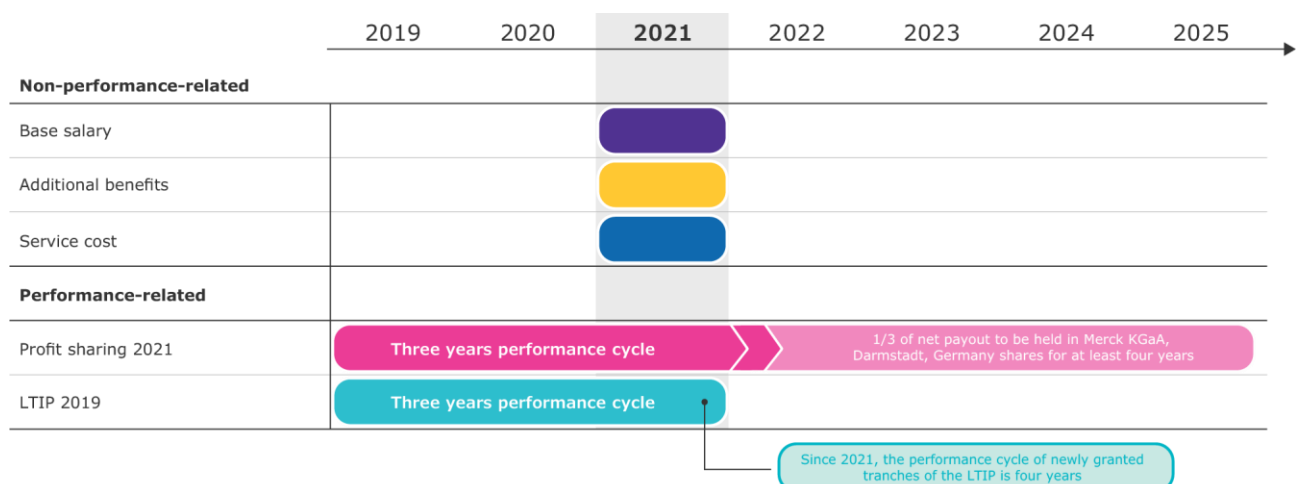 2019 2020 2021 2022 2023 2024 2025
Non-performance-related
Base salary
Additional benefits
Service cost
Performance-related
Profit sharing 2021
Three years performance cycle
1/3 of net payout to be held in Merck KGaA,
Darmstadt, Germany shares for at least four years
LTIP 2019
Three years performance cycle
Since 2021, the performance cycle of newly granted
tranches of the LTIP is four years